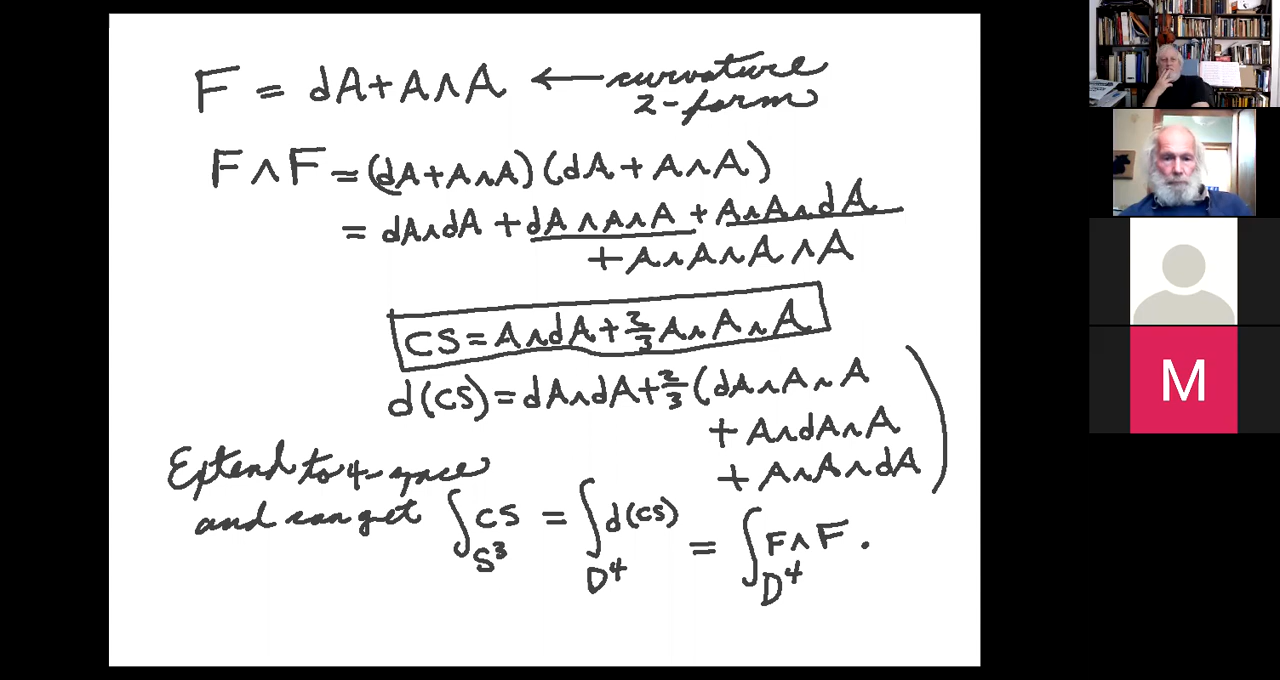 F = dA + A∧A ← curvature
2-form
F∧F = (dA + A∧A)(dA + A∧A)
= dA∧dA + dA∧A∧A + A∧A∧dA
+ A∧A∧A∧A
CS = A∧dA + 2/3 A∧A∧A
d(CS) = dA∧dA + 2/3 (dA∧A∧A
+ A∧dA∧A
+ A∧A∧dA)
Extend to 4-space
and can get ∫_{S³} CS = ∫_{D⁴} d(CS)
= ∫_{D⁴} F∧F.
M